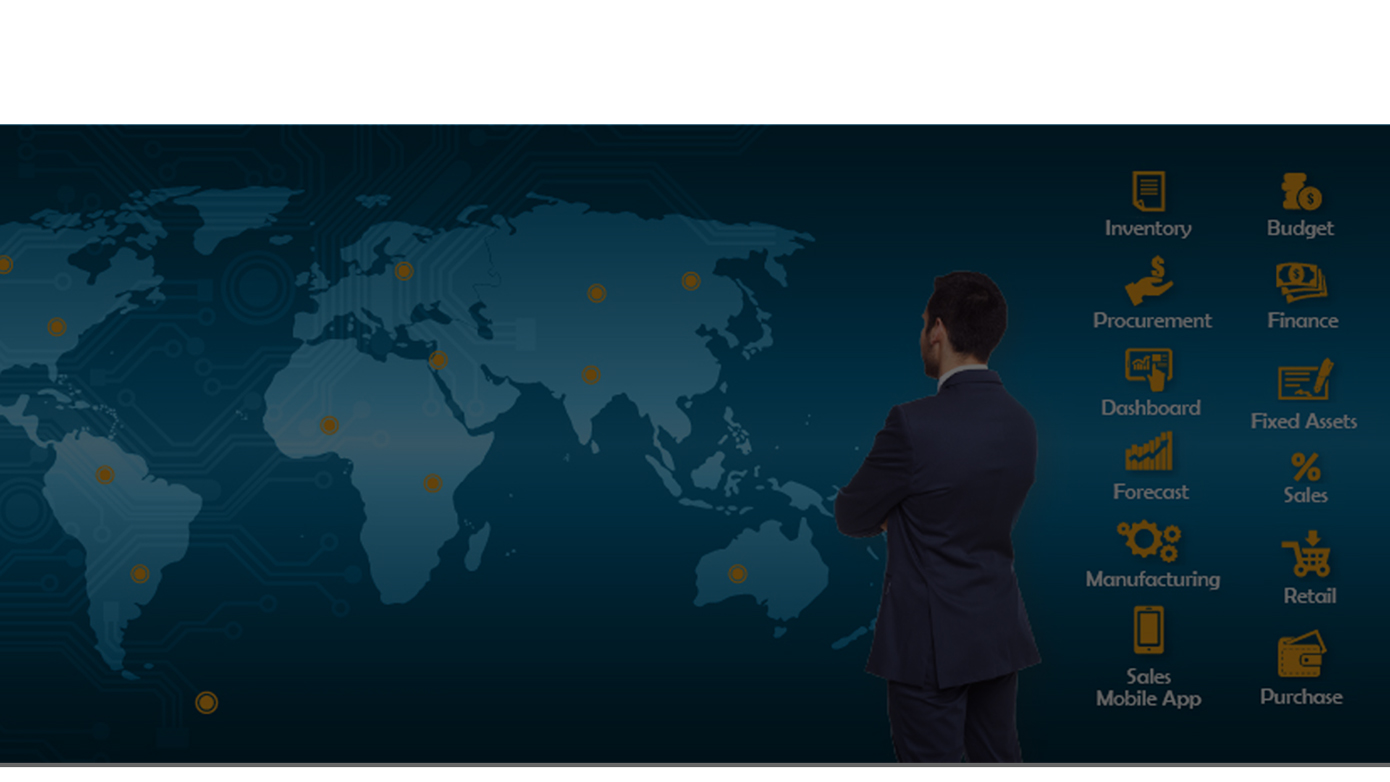 Inventory
Budget
Procurement
Finance
Dashboard
Fixed Assets
Forecast
Sales
Manufacturing
Retail
Sales
Mobile App
Purchase